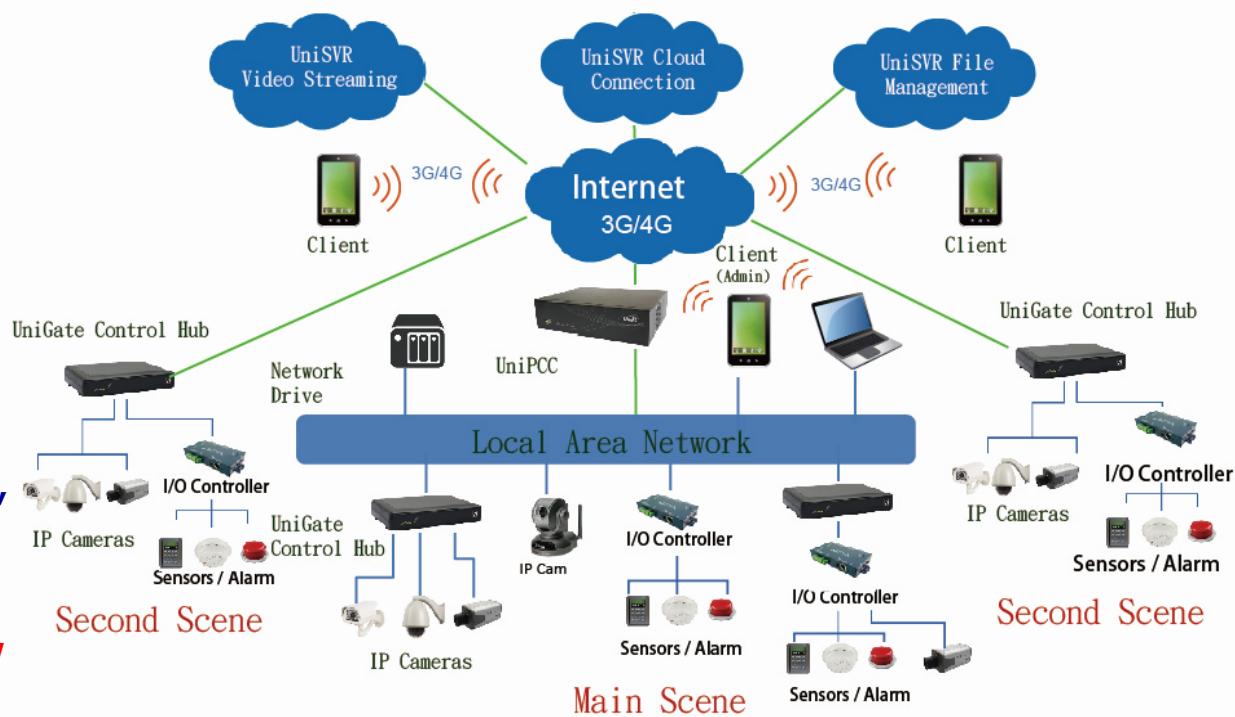 UniSVR
Video Streaming
UniSVR Cloud
Connection
UniSVR File
Management
3G/4G
Internet
3G/4G
3G/4G
Client
Client
(Admin)
Client
UniGate Control Hub
UniGate Control Hub
Network
Drive
UniPCC
Local Area Network
I/O Controller
IP Cameras
Sensors / Alarm
Second Scene
UniGate
Control Hub
IP Cameras
IP Cam
I/O Controller
Sensors / Alarm
Main Scene
I/O Controller
Sensors / Alarm
I/O Controller
IP Cameras
Sensors / Alarm
Second Scene